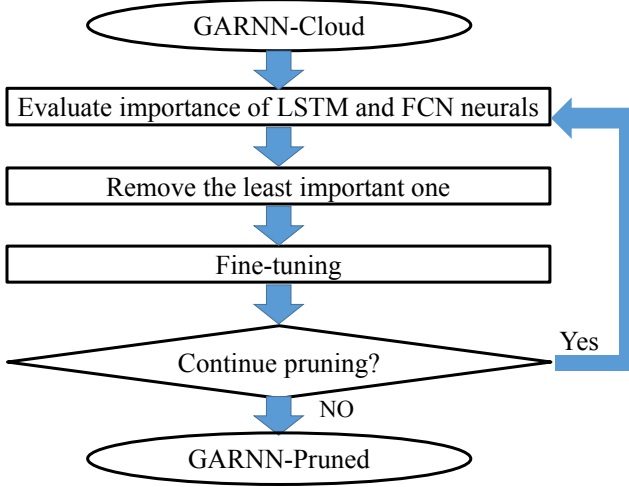 GARNN-Cloud
Evaluate importance of LSTM and FCN neurals
Remove the least important one
Fine-tuning
Continue pruning?
Yes
NO
GARNN-Pruned